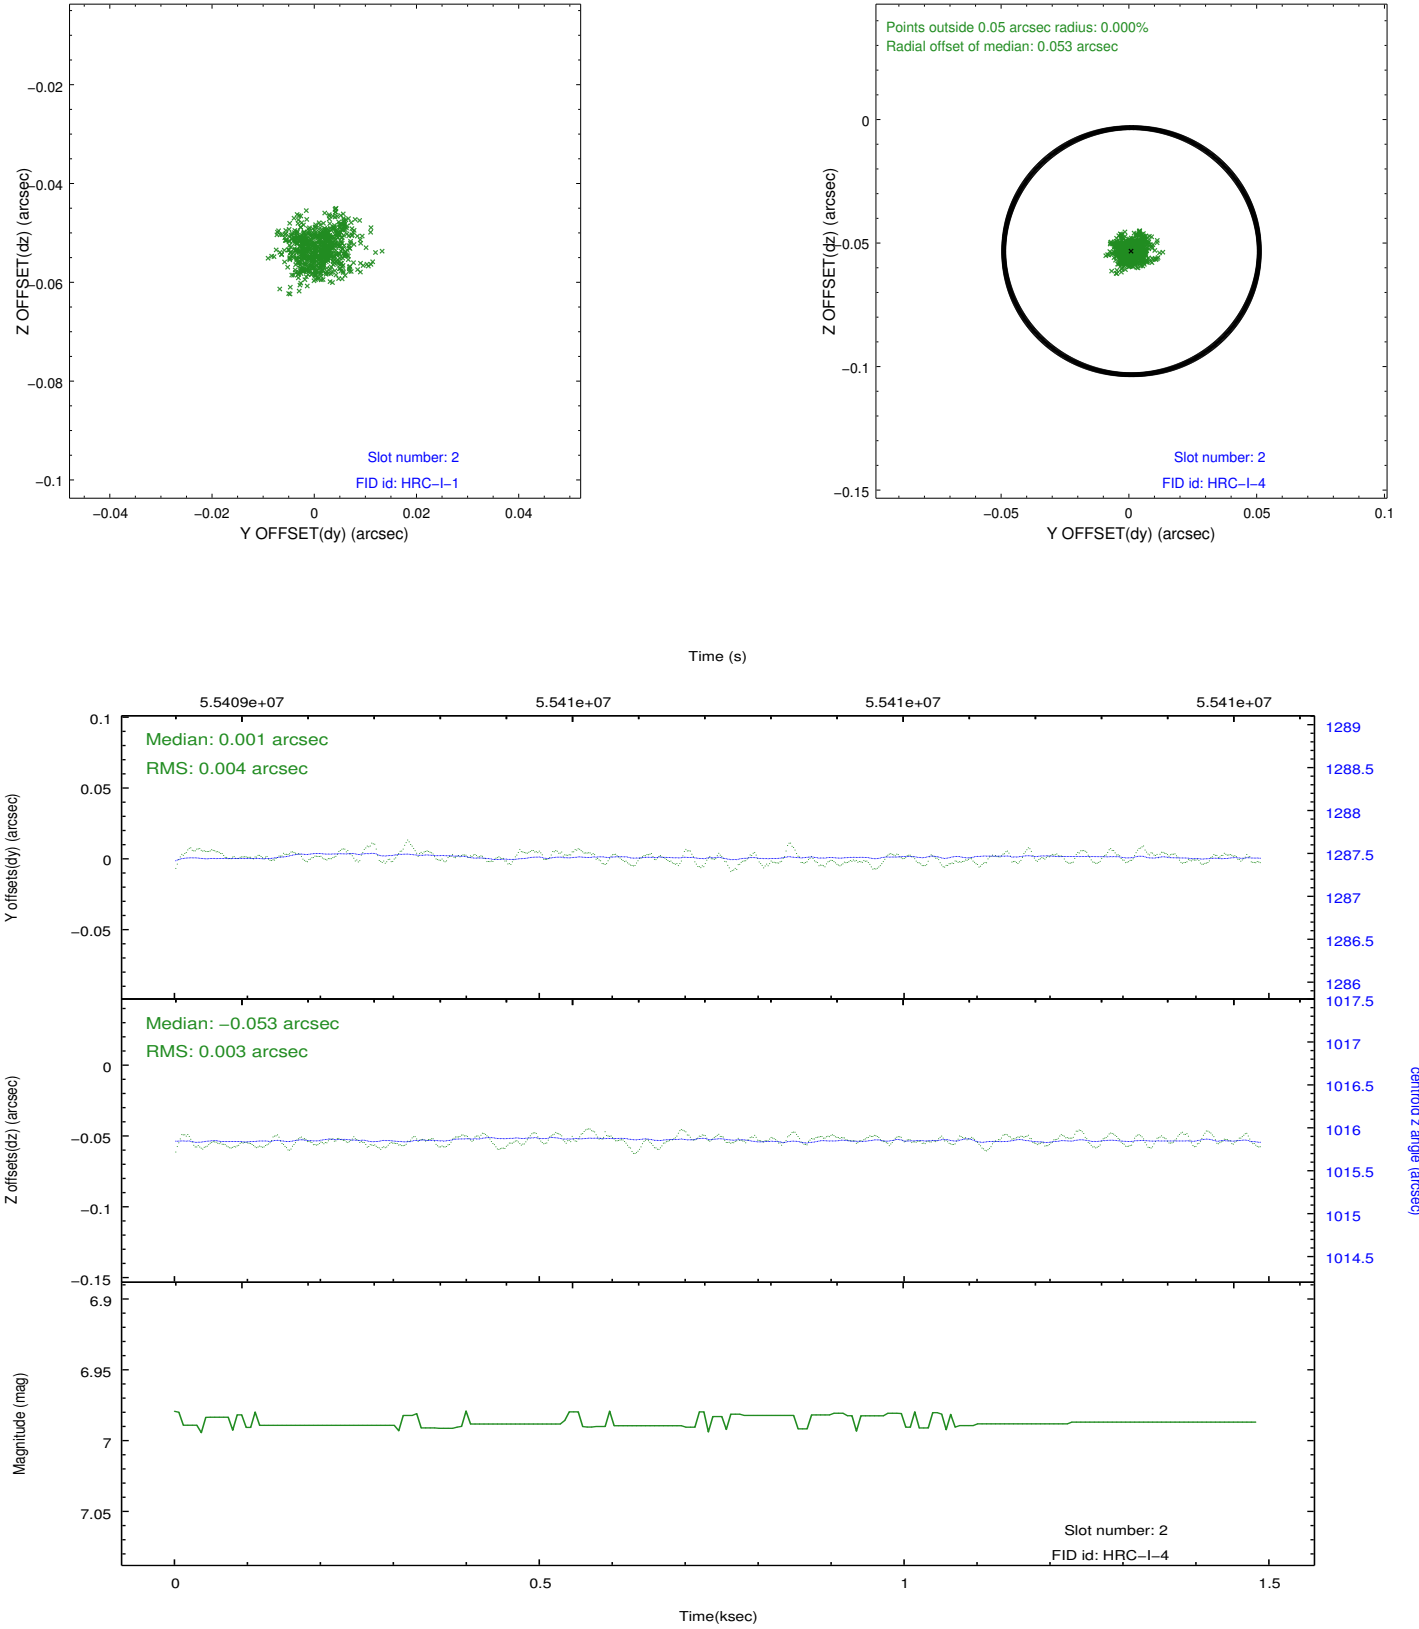 −0.02
−0.04
−0.06
−0.08
−0.1
Z OFFSET(dz) (arcsec)
Slot number: 2
FID id: HRC−I−1
−0.04
−0.02
0
0.02
0.04
Y OFFSET(dy) (arcsec)
Points outside 0.05 arcsec radius: 0.000%
Radial offset of median: 0.053 arcsec
0
−0.05
−0.1
−0.15
Z OFFSET(dz) (arcsec)
Slot number: 2
FID id: HRC−I−4
−0.05
0
0.05
0.1
Y OFFSET(dy) (arcsec)
Time (s)
5.5409e+07
5.541e+07
5.541e+07
5.541e+07
0.1
0.05
0
−0.05
Y offsets(dy) (arcsec)
Median: 0.001 arcsec
RMS: 0.004 arcsec
1289
1288.5
1288
1287.5
1287
1286.5
1286
0
−0.05
−0.1
−0.15
Z offsets(dz) (arcsec)
Median: −0.053 arcsec
RMS: 0.003 arcsec
1017.5
1017
1016.5
1016
1015.5
1015
1014.5
centroid z angle (arcsec)
6.9
6.95
7
7.05
Magnitude (mag)
Slot number: 2
FID id: HRC−I−4
0
0.5
1
1.5
Time(ksec)